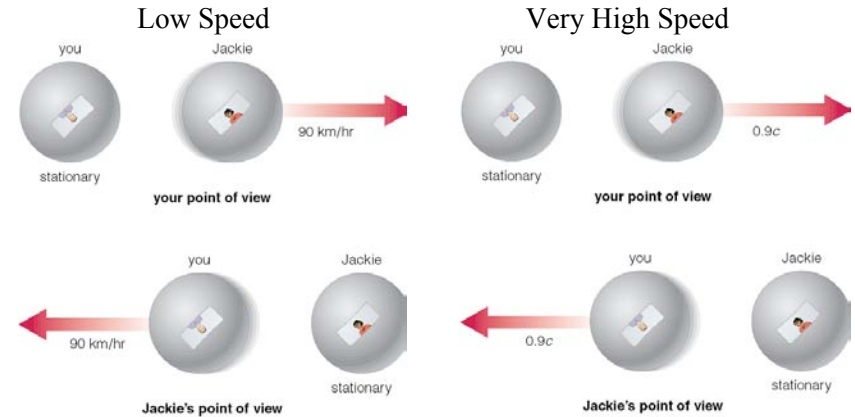 Low Speed
you
Jackie
90 km/hr
stationary
your point of view
you
Jackie
90 km/hr
stationary
Jackie's point of view
Very High Speed
you
Jackie
0.9c
stationary
your point of view
you
Jackie
0.9c
stationary
Jackie's point of view